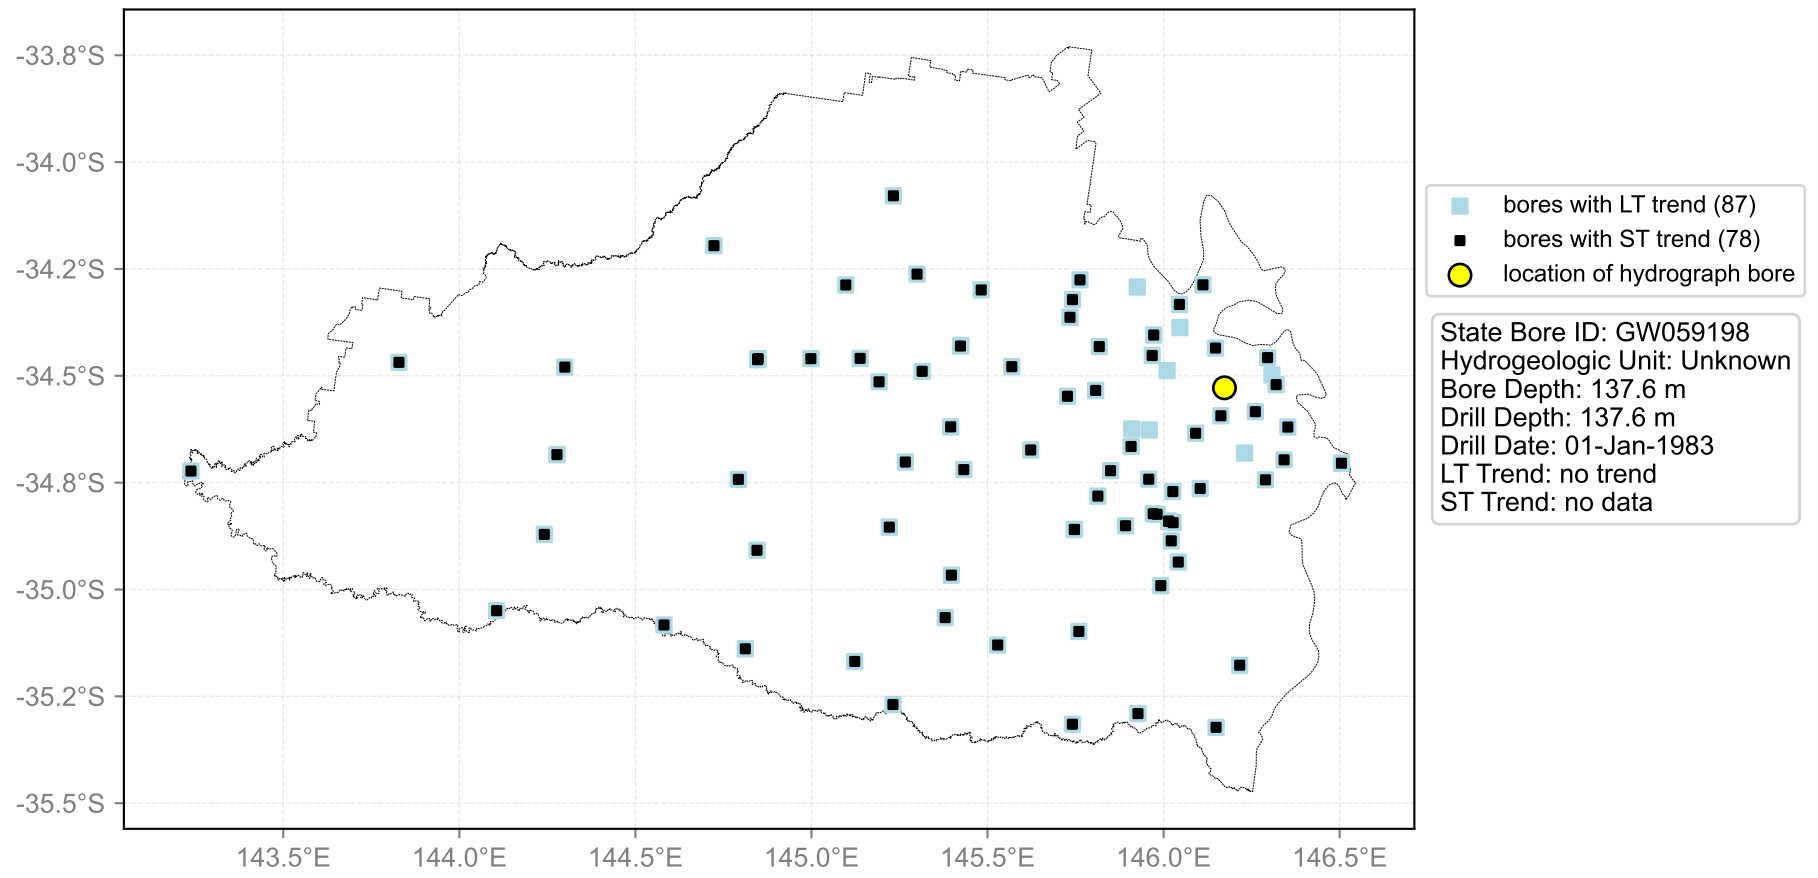 -33.8°S
-34.0°S
-34.2°S
-34.5°S
-34.8°S
-35.0°S
-35.2°S
-35.5°S
143.5°E
144.0°E
144.5°E
145.0°E
145.5°E
146.0°E
146.5°E
bores with LT trend (87)
bores with ST trend (78)
location of hydrograph bore
State Bore ID: GW059198
Hydrogeologic Unit: Unknown
Bore Depth: 137.6 m
Drill Depth: 137.6 m
Drill Date: 01-Jan-1983
LT Trend: no trend
ST Trend: no data